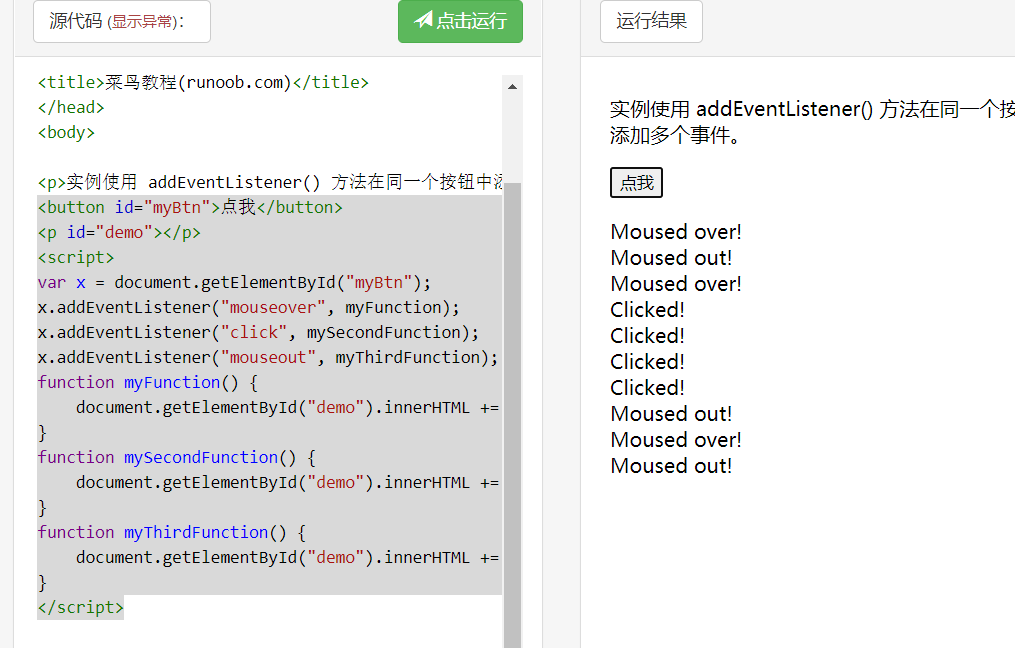 源代码 (显示异常)：
点击运行
<title>菜鸟教程(runoob.com)</title>
</head>
<body>
<p>实例使用 addEventListener() 方法在同一个按钮中添
<button id="myBtn">点我</button>
<p id="demo"></p>
<script>
var x = document.getElementById("myBtn");
x.addEventListener("mouseover", myFunction);
x.addEventListener("click", mySecondFunction);
x.addEventListener("mouseout", myThirdFunction);
function myFunction() {
    document.getElementById("demo").innerHTML +=
}
function mySecondFunction() {
    document.getElementById("demo").innerHTML +=
}
function myThirdFunction() {
    document.getElementById("demo").innerHTML +=
}
</script>
运行结果
实例使用 addEventListener() 方法在同一个按
添加多个事件。
点我
Moused over!
Moused out!
Moused over!
Clicked!
Clicked!
Clicked!
Clicked!
Moused out!
Moused over!
Moused out!